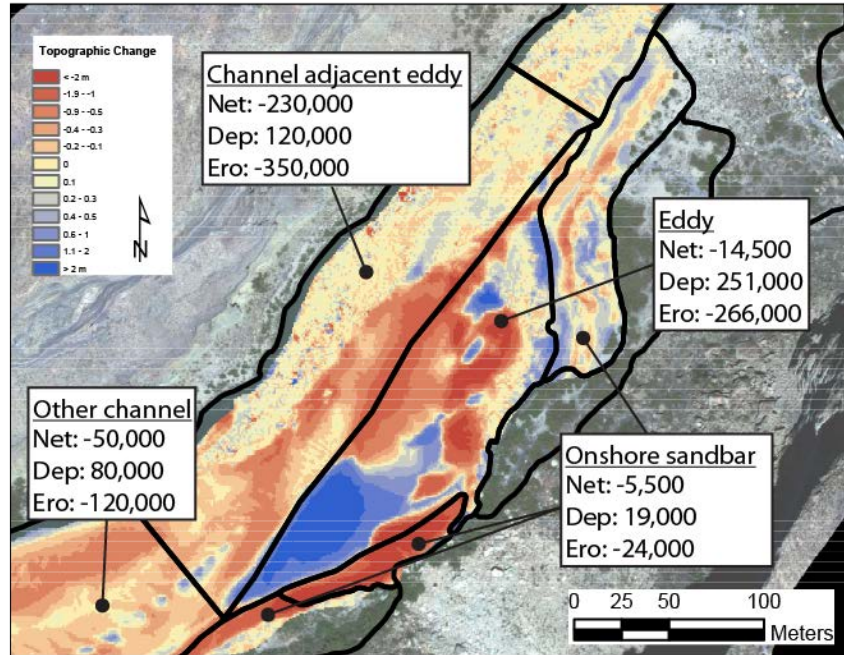 Topographic Change
< -2 m
-1.9 - -1
-0.9 - -0.5
-0.4 - -0.3
-0.2 - -0.1
0
0.1
0.2 - 0.3
0.4 - 0.5
0.6 - 1
1.1 - 2
> 2 m
N
Channel adjacent eddy
Net: -230,000
Dep: 120,000
Ero: -350,000
Eddy
Net: -14,500
Dep: 251,000
Ero: -266,000
Other channel
Net: -50,000
Dep: 80,000
Ero: -120,000
Onshore sandbar
Net: -5,500
Dep: 19,000
Ero: -24,000
0 25 50 100
Meters